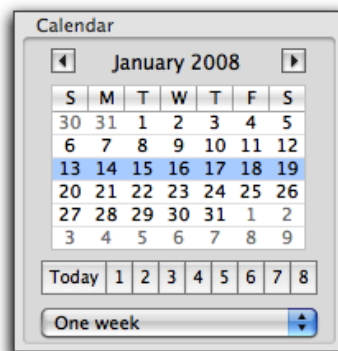 Calendar
January 2008
S M T W T F S
30 31 1 2 3 4 5
6 7 8 9 10 11 12
13 14 15 16 17 18 19
20 21 22 23 24 25 26
27 28 29 30 31 1 2
3 4 5 6 7 8 9
Today 1 2 3 4 5 6 7 8
One week